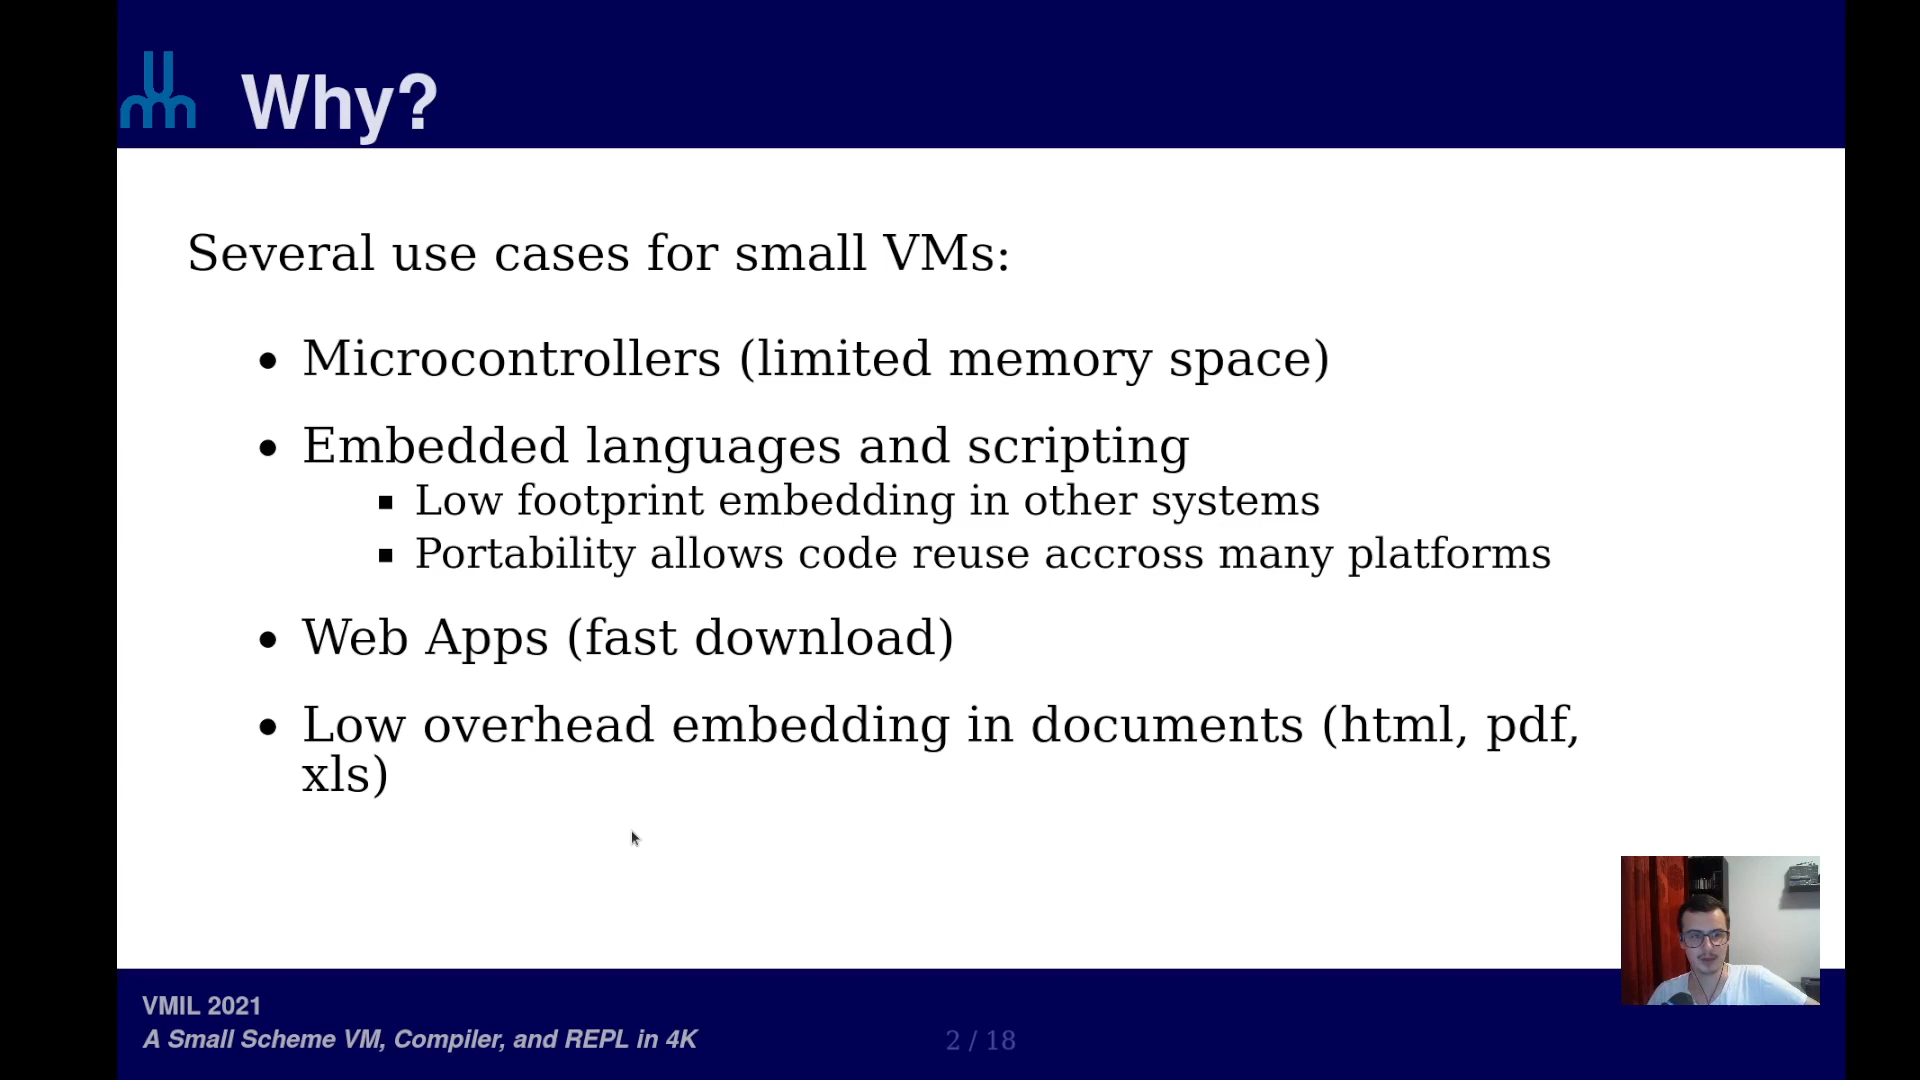 Why?
Several use cases for small VMs:
• Microcontrollers (limited memory space)
• Embedded languages and scripting
▪ Low footprint embedding in other systems
▪ Portability allows code reuse accross many platforms
• Web Apps (fast download)
• Low overhead embedding in documents (html, pdf,
xls)
VMIL 2021
A Small Scheme VM, Compiler, and REPL in 4K
2 / 18